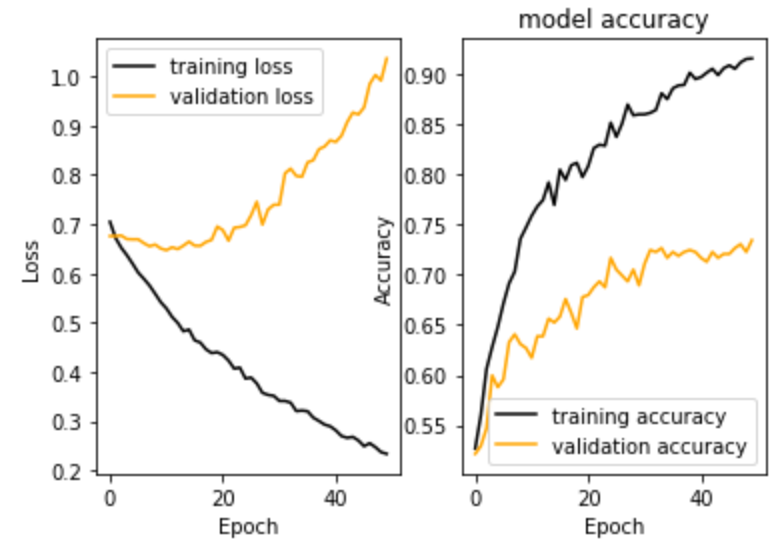 training loss
validation loss
1.0
0.9
0.8
0.7
0.6
0.5
0.4
0.3
0.2
Loss
0
20
40
Epoch
model accuracy
0.90
0.85
0.80
0.75
0.70
0.65
0.60
0.55
Accuracy
training accuracy
validation accuracy
0
20
40
Epoch